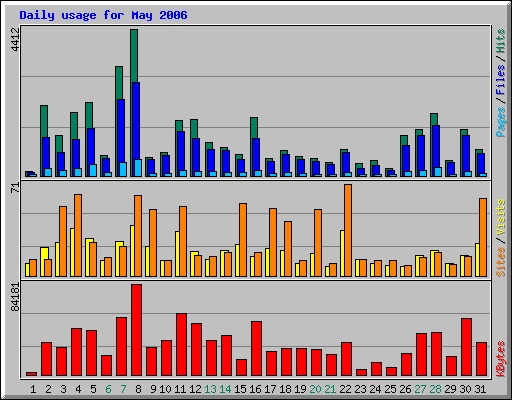 Daily usage for May 2006
4412
Pages / Files / Hits
71
Sites / Visits
84181
KBytes
1 2 3 4 5 6 7 8 9 10 11 12 13 14 15 16 17 18 19 20 21 22 23 24 25 26 27 28 29 30 31